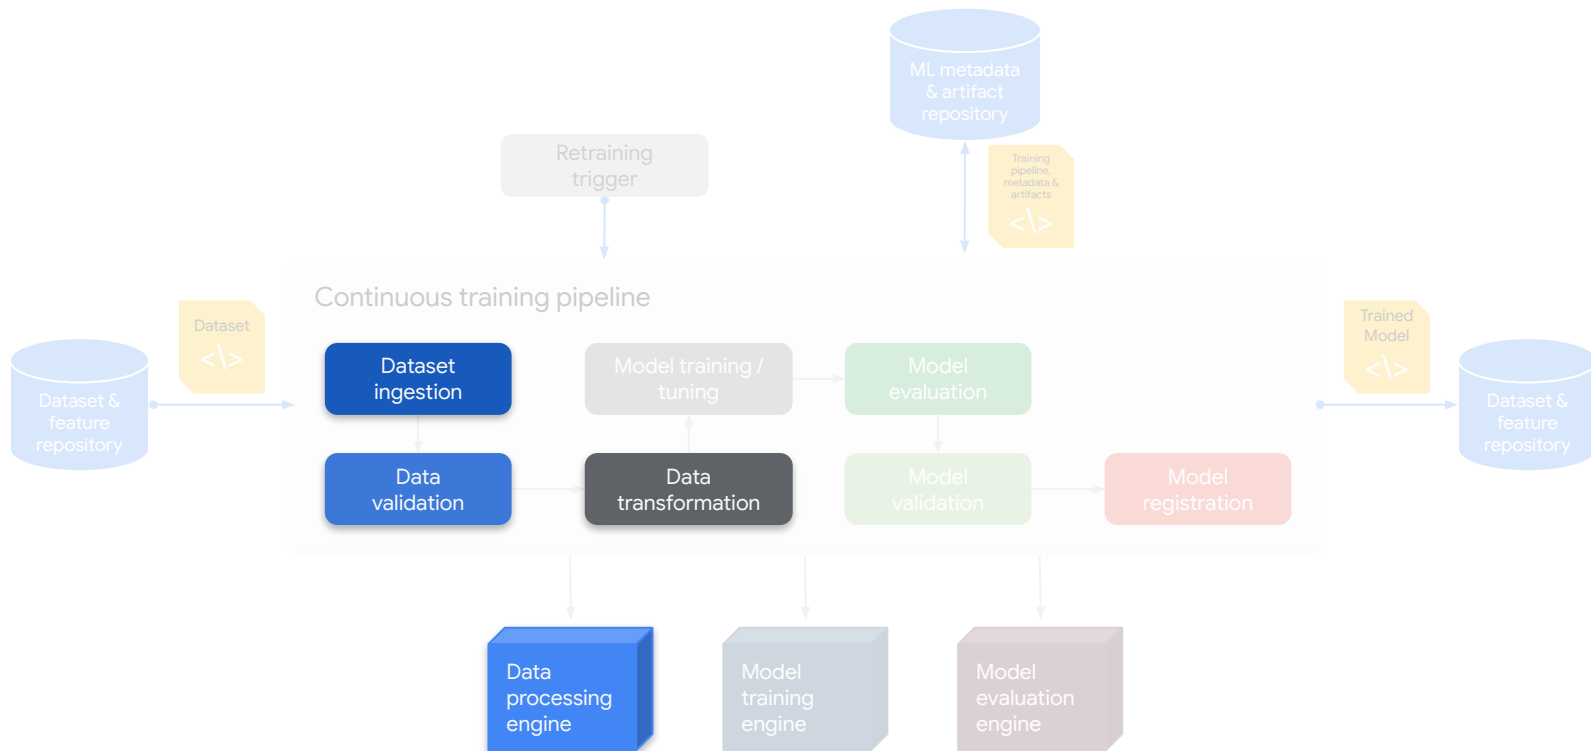 ML metadata
& artifact
repository
Retraining
trigger
Training
pipeline,
metadata &
artifacts
</>
Continuous training pipeline
Dataset
</>
Trained
Model
</>
Dataset &
feature
repository
Dataset
ingestion
Model training /
tuning
Model
evaluation
Dataset &
feature
repository
Data
validation
Data
transformation
Model
validation
Model
registration
Data
processing
engine
Model
training
engine
Model
evaluation
engine